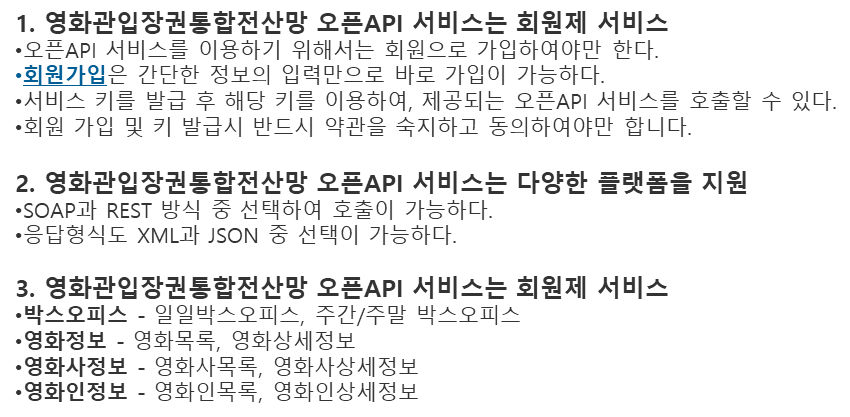 1. 영화관입장권통합전산망 오픈API 서비스는 회원제 서비스
•오픈API 서비스를 이용하기 위해서는 회원으로 가입하여야만 한다.
•회원가입은 간단한 정보의 입력만으로 바로 가입이 가능하다.
•서비스 키를 발급 후 해당 키를 이용하여, 제공되는 오픈API 서비스를 호출할 수 있다.
•회원 가입 및 키 발급시 반드시 약관을 숙지하고 동의하여야만 합니다.
2. 영화관입장권통합전산망 오픈API 서비스는 다양한 플랫폼을 지원
•SOAP과 REST 방식 중 선택하여 호출이 가능하다.
•응답형식도 XML과 JSON 중 선택이 가능하다.
3. 영화관입장권통합전산망 오픈API 서비스는 회원제 서비스
•박스오피스 - 일일박스오피스, 주간/주말 박스오피스
•영화정보 - 영화목록, 영화상세정보
•영화사정보 - 영화사목록, 영화사상세정보
•영화인정보 - 영화인목록, 영화인상세정보